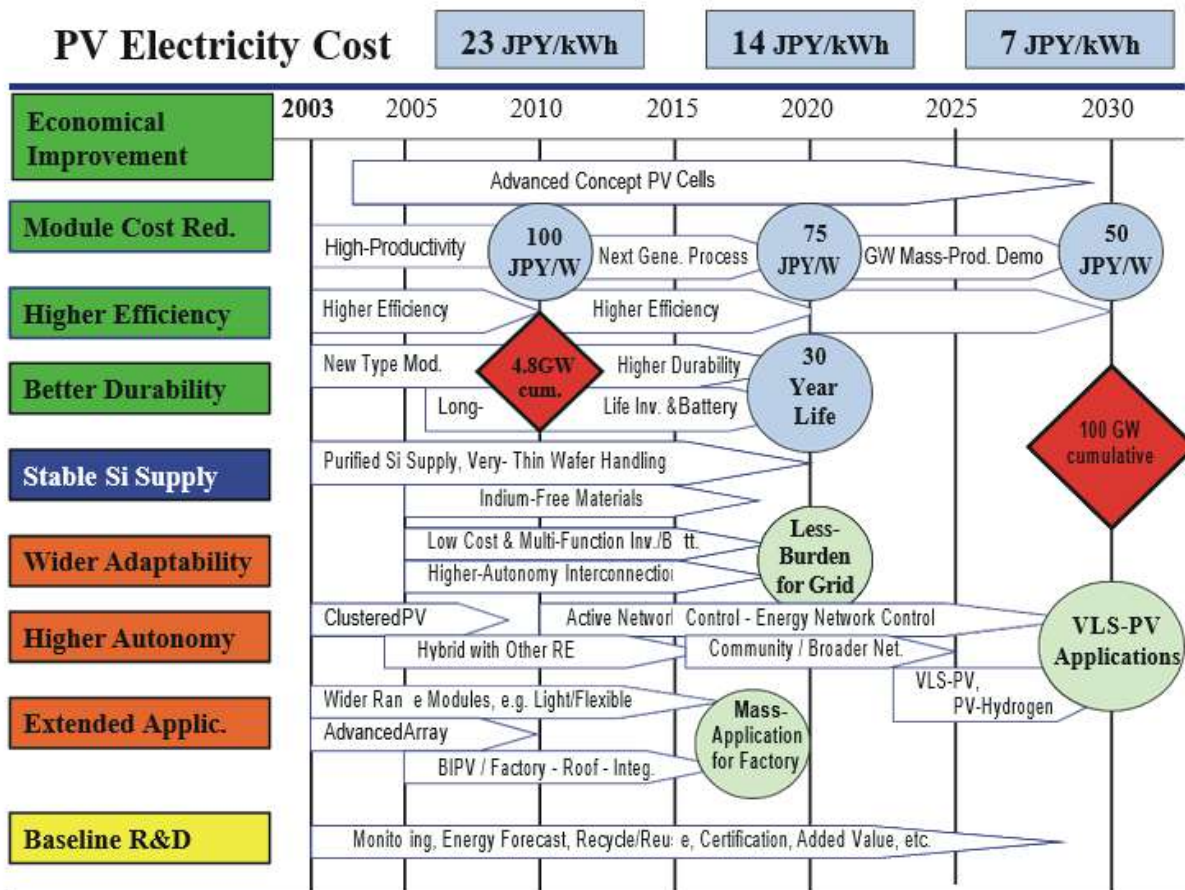 PV Electricity Cost
23 JPY/kWh
14 JPY/kWh
7 JPY/kWh
2003
2005
2010
2015
2020
2025
2030
Economical
Improvement
Advanced Concept PV Cells
Module Cost Red.
High-Productivity
100
JPY/W
Next Gene. Process
75
JPY/W
GW Mass-Prod. Demo
50
JPY/W
Higher Efficiency
Higher Efficiency
Higher Efficiency
Better Durability
New Type Mod.
4.8GW
cum.
Higher Durability
Long-
Life Inv. &Battery
30
Year
Life
100 GW
cumulative
Stable Si Supply
Purified Si Supply, Very- Thin Wafer Handling
Indium-Free Materials
Wider Adaptability
Low Cost & Multi-Function Inv./B tt.
Higher-Autonomy Interconnection
Less-
Burden
for Grid
Higher Autonomy
ClusteredPV
Active Network Control - Energy Network Control
Hybrid with Other RE
Community / Broader Net.
VLS-PV
Applications
VLS-PV,
PV-Hydrogen
Extended Applic.
Wider Ran e Modules, e.g. Light/Flexible
AdvancedArray
BIPV / Factory - Roof - Integ.
Mass-
Application
for Factory
Baseline R&D
Monito ing, Energy Forecast, Recycle/Reus e, Certification, Added Value, etc.